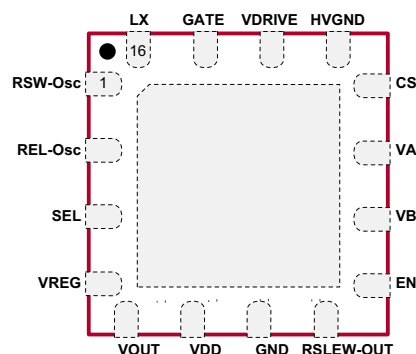 LX GATE VDRIVE HVGND
16
RSW-Osc 1 CS
REL-Osc VA
SEL VB
VREG EN
VOUT VDD GND RSLEW-OUT